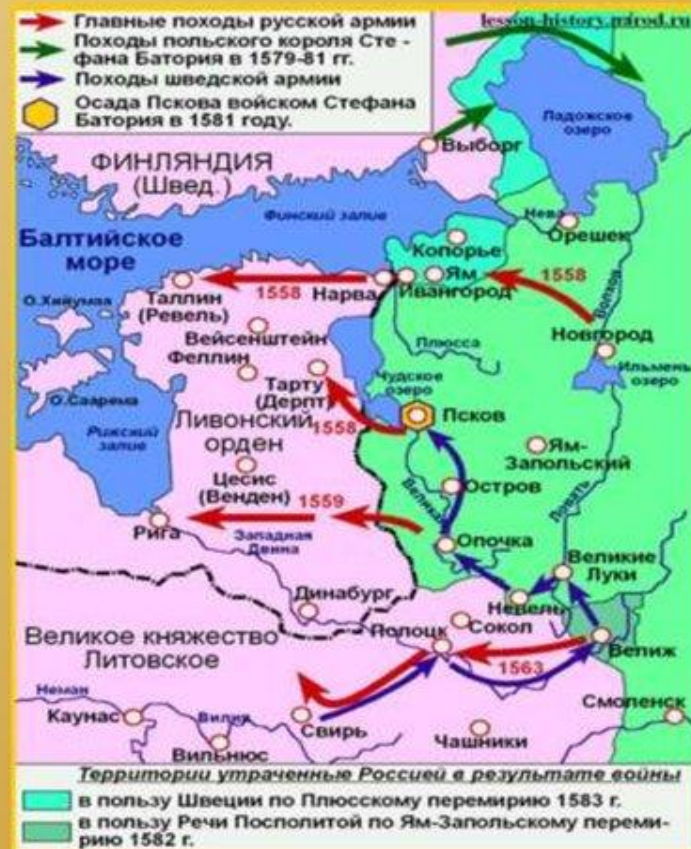 Главные походы русской армии
lesson-history.narod.ru
Походы польского короля Сте -
фана Батория в 1579-81 гг.
Походы шведской армии
Осада Пскова войском Стефана
Батория в 1581 году.
Ладожское
озеро
Выборг
ФИНЛЯНДИЯ
(Швед.)
Финский залив
Нева
Орешек
Балтийское
море
Копорье
Ям
1558
1558
Нарва
Ивангород
Таллин
(Ревель)
Волхов
О.Хийумаа
Вейсенштейн
Плюсса
Новгород
Феллин
Ильмень
озеро
Чудское
озеро
Тарту
(Дерпт)
О.Саарема
Псков
1558
Ливонский
орден
Рижский
залив
Ям-
Запольский
Цесис
(Венден)
Остров
Великая
Ловать
1559
Рига
Западная
Двина
Опочка
Великие
Луки
Динабург
Невель
Сокол
Полоцк
Велиж
Великое княжество
Литовское
1563
Неман
Смоленск
Каунас
Вилия
Свирь
Чашники
Вильнюс
Территории утраченные Россией в результате войны
в пользу Швеции по Плюсскому перемирию 1583 г.
в пользу Речи Посполитой по Ям-Запольскому переми-
рию 1582 г.